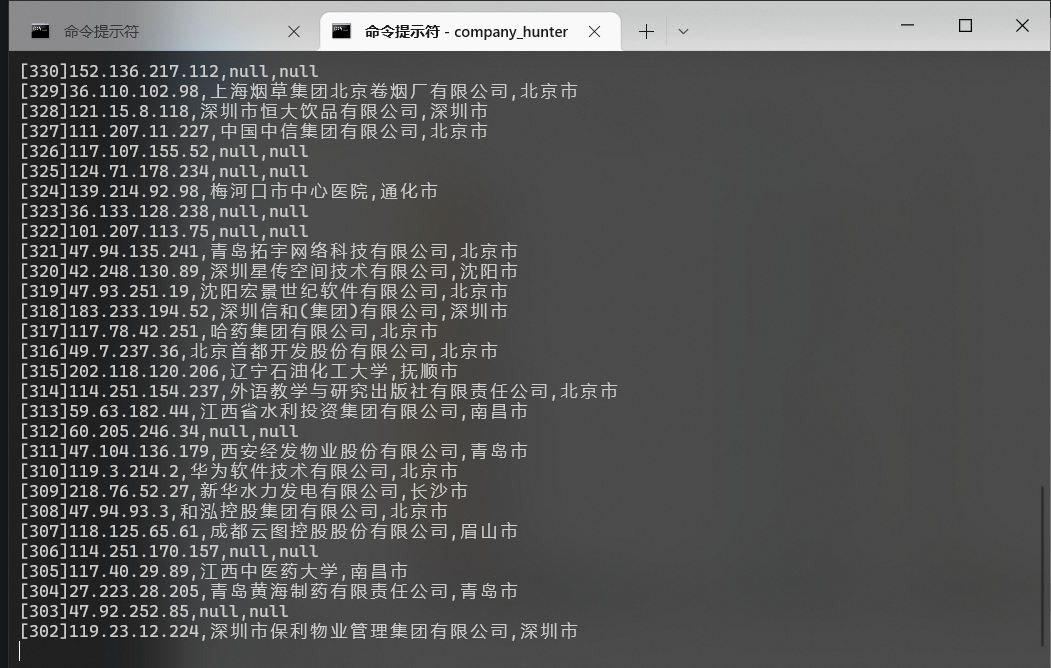 命令提示符
命令提示符 - company_hunter
[330]152.136.217.112,null,null
[329]36.110.102.98,上海烟草集团北京卷烟厂有限公司,北京市
[328]121.15.8.118,深圳市恒大饮品有限公司,深圳市
[327]111.207.11.227,中国中信集团有限公司,北京市
[326]117.107.155.52,null,null
[325]124.71.178.234,null,null
[324]139.214.92.98,梅河口市中心医院,通化市
[323]36.133.128.238,null,null
[322]101.207.113.75,null,null
[321]47.94.135.241,青岛拓宇网络科技有限公司,北京市
[320]42.248.130.89,深圳星传空间技术有限公司,沈阳市
[319]47.93.251.19,沈阳宏景世纪软件有限公司,北京市
[318]183.233.194.52,深圳信和(集团)有限公司,深圳市
[317]117.78.42.251,哈药集团有限公司,北京市
[316]49.7.237.36,北京首都开发股份有限公司,北京市
[315]202.118.120.206,辽宁石油化工大学,抚顺市
[314]114.251.154.237,外语教学与研究出版社有限责任公司,北京市
[313]59.63.182.44,江西省水利投资集团有限公司,南昌市
[312]60.205.246.34,null,null
[311]47.104.136.179,西安经发物业股份有限公司,青岛市
[310]119.3.214.2,华为软件技术有限公司,北京市
[309]218.76.52.27,新华水力发电有限公司,长沙市
[308]47.94.93.3,和泓控股集团有限公司,北京市
[307]118.125.65.61,成都云图控股股份有限公司,眉山市
[306]114.251.170.157,null,null
[305]117.40.29.89,江西中医药大学,南昌市
[304]27.223.28.205,青岛黄海制药有限责任公司,青岛市
[303]47.92.252.85,null,null
[302]119.23.12.224,深圳市保利物业管理集团有限公司,深圳市